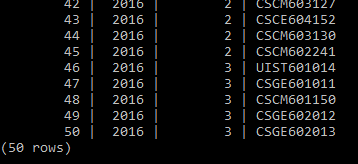 42 | 2016 | 2 | CSCM603127
43 | 2016 | 2 | CSCE604152
44 | 2016 | 2 | CSCM603130
45 | 2016 | 2 | CSCM602241
46 | 2016 | 3 | UIST601014
47 | 2016 | 3 | CSGE601011
48 | 2016 | 3 | CSCM601150
49 | 2016 | 3 | CSGE602012
50 | 2016 | 3 | CSGE602013
(50 rows)